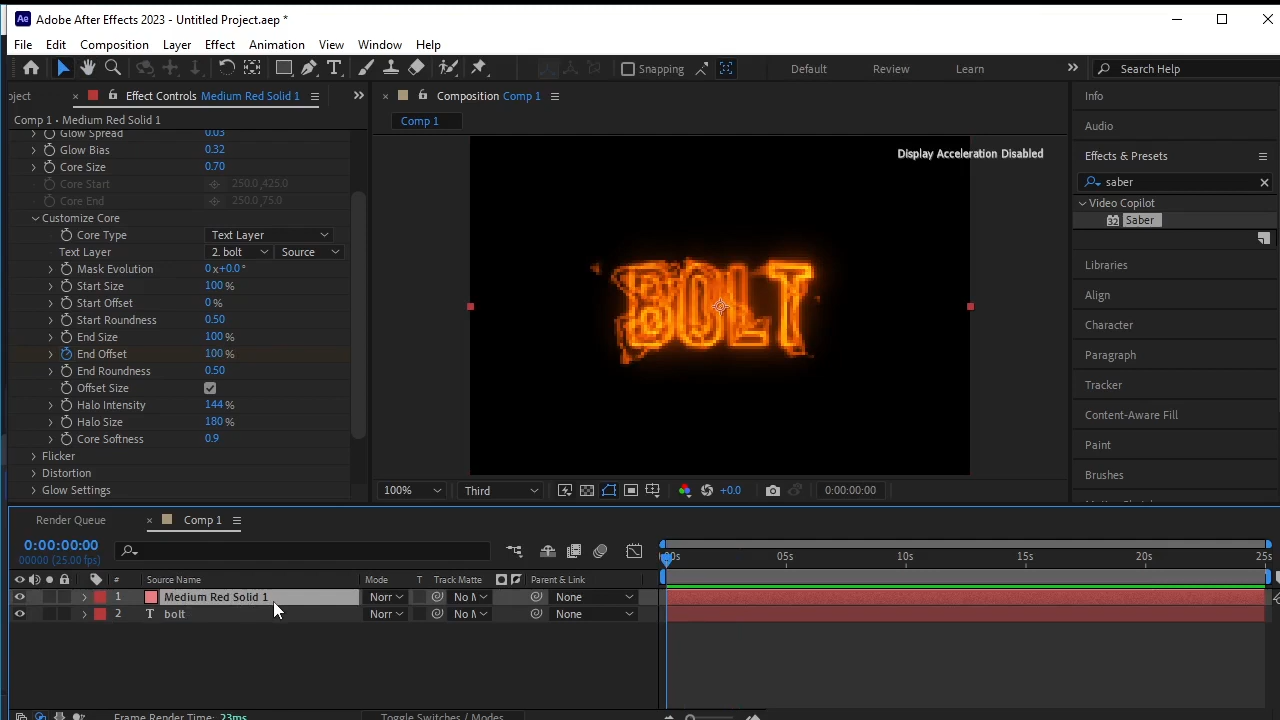 Ae Adobe After Effects 2023 - Untitled Project.aep *
File Edit Composition Layer Effect Animation View Window Help
Snapping Default Review Learn Search Help
oject Effect Controls Medium Red Solid 1
Comp 1 • Medium Red Solid 1
Glow Spread 0.03
Glow Bias 0.32
Core Size 0.70
Core Start 250.0,425.0
Core End 250.0,75.0
Customize Core
Core Type Text Layer
Text Layer 2. bolt Source
Mask Evolution 0x+0.0°
Start Size 100 %
Start Offset 0 %
Start Roundness 0.50
End Size 100 %
End Offset 100 %
End Roundness 0.50
Offset Size
Halo Intensity 144 %
Halo Size 180 %
Core Softness 0.9
Flicker
Distortion
Glow Settings
Composition Comp 1
Comp 1
Display Acceleration Disabled
BOLT
100% Third +0.0 0:00:00:00
Info
Audio
Effects & Presets
saber
Video Copilot
32 Saber
Libraries
Align
Character
Paragraph
Tracker
Content-Aware Fill
Paint
Brushes
Render Queue Comp 1
0:00:00:00
00000 (25.00 fps)
00s 05s 10s 15s 20s 25s
# Source Name Mode T Track Matte Parent & Link
1 Medium Red Solid 1 Norr No M None
2 T bolt Norr No M None
Frame Render Time: 23ms Toggle Switches / Modes